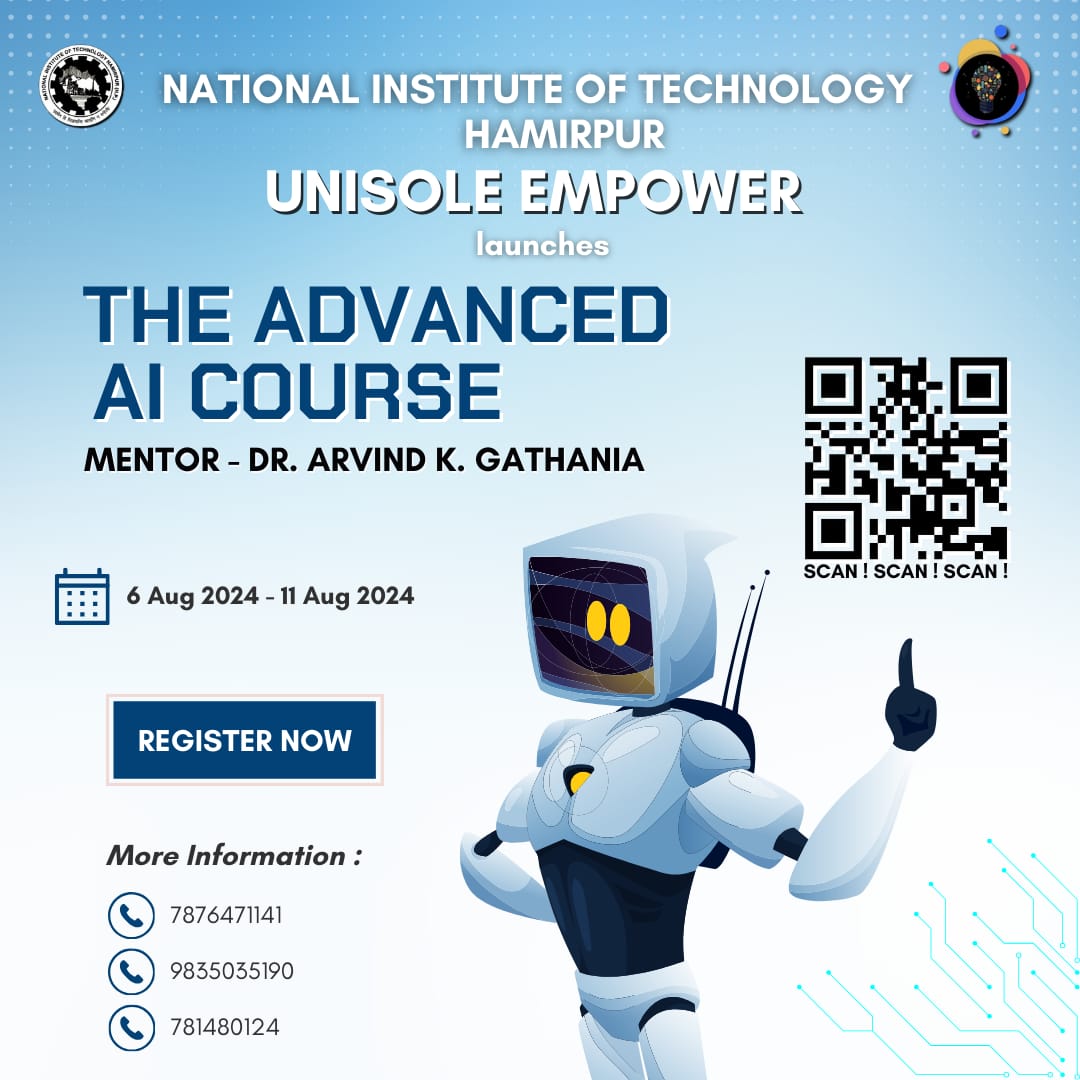 NATIONAL INSTITUTE OF TECHNOLOGY
HAMIRPUR
UNISOLE EMPOWER
launches
THE ADVANCED
AI COURSE
MENTOR - DR. ARVIND K. GATHANIA
SCAN ! SCAN ! SCAN !
6 Aug 2024 - 11 Aug 2024
REGISTER NOW
More Information :
7876471141
9835035190
781480124